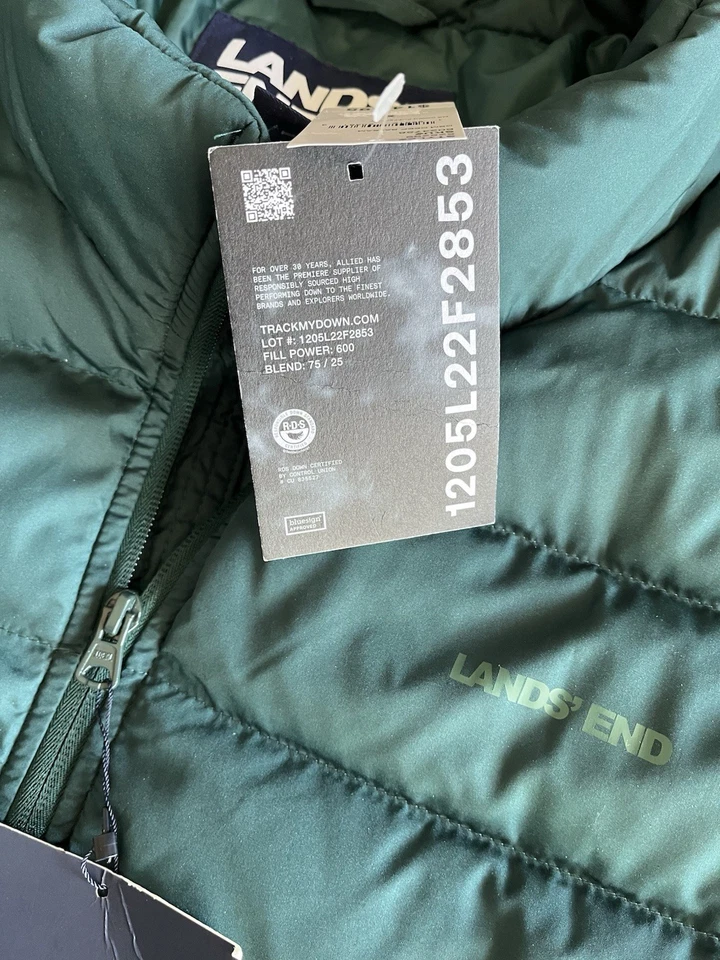 LANDS'
FOR OVER 30 YEARS, ALLIED HAS
BEEN THE PREMIERE SUPPLIER OF
RESPONSIBLY SOURCED HIGH
PERFORMING DOWN TO THE FINEST
BRANDS AND EXPLORERS WORLDWIDE.
TRACKMYDOWN.COM
LOT #: 1205L22F2853
FILL POWER: 600
BLEND: 75 / 25
R·D·S
RDS DOWN CERTIFIED
BY CONTROL UNION
bluesign
APPROVED
1205L22F2853
LANDS' END